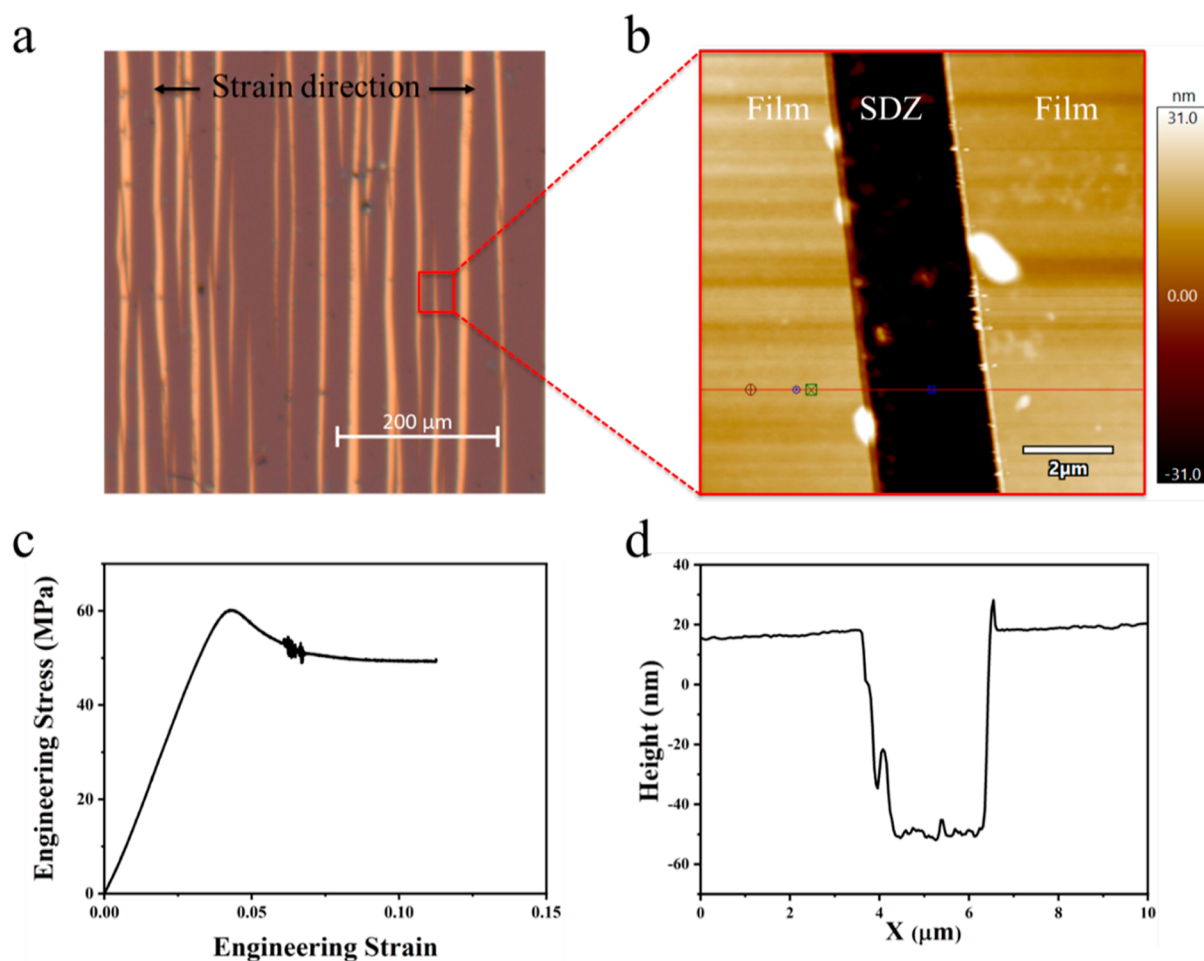 a
b
Strain direction
200 μm
Film
SDZ
Film
2μm
nm
31.0
0.00
-31.0
c
Engineering Stress (MPa)
60
40
20
0
0.00
0.05
0.10
0.15
Engineering Strain
d
Height (nm)
40
20
0
-20
-40
-60
0
2
4
6
8
10
X (μm)